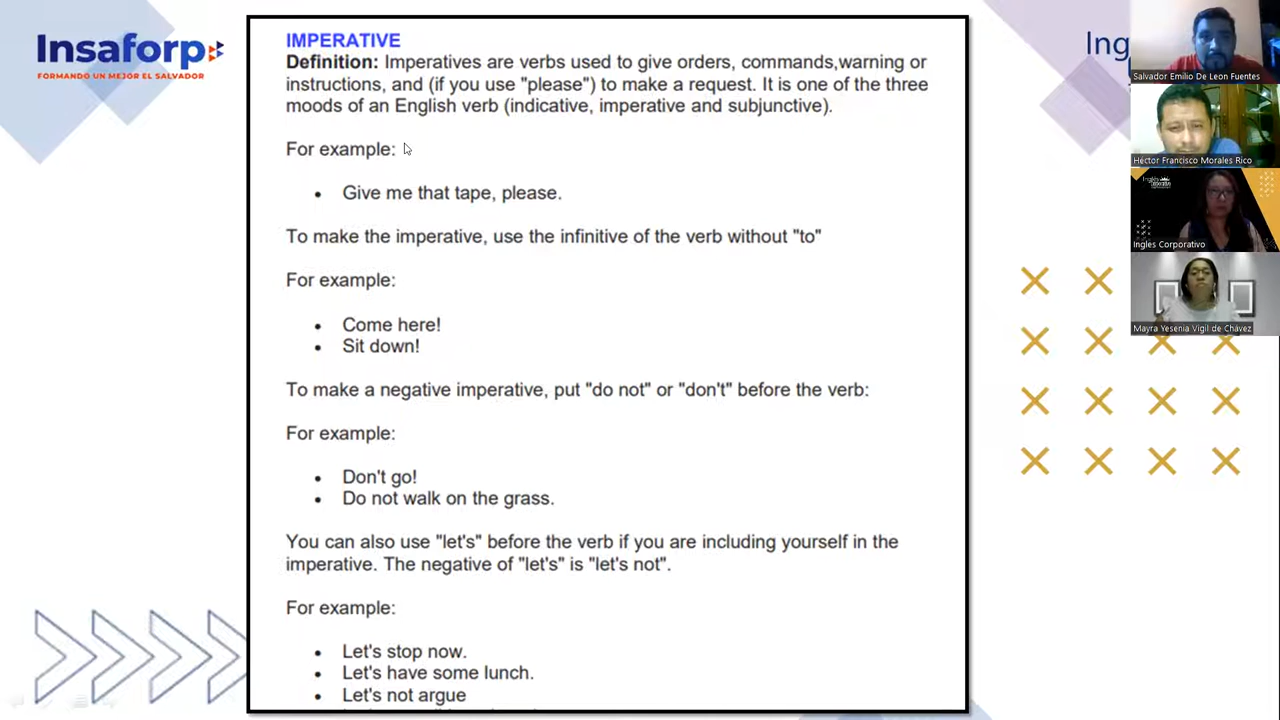 Insaforp
FORMANDO UN MEJOR EL SALVADOR
IMPERATIVE
Definition: Imperatives are verbs used to give orders, commands,warning or
instructions, and (if you use "please") to make a request. It is one of the three
moods of an English verb (indicative, imperative and subjunctive).
For example:
• Give me that tape, please.
To make the imperative, use the infinitive of the verb without "to"
For example:
• Come here!
• Sit down!
To make a negative imperative, put "do not" or "don't" before the verb:
For example:
• Don't go!
• Do not walk on the grass.
You can also use "let's" before the verb if you are including yourself in the
imperative. The negative of "let's" is "let's not".
For example:
• Let's stop now.
• Let's have some lunch.
• Let's not argue
Ing
Salvador Emilio De Leon Fuentes
Héctor Francisco Morales Rico
Ingles Corporativo
Mayra Yesenia Vigil de Chávez